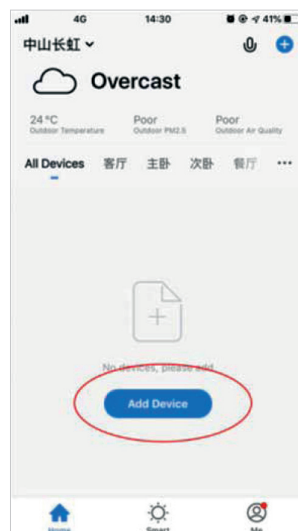 4G 14:30 41%
中山长虹
Overcast
24 °C Poor Poor
Outdoor Temperature Outdoor PM2.5 Outdoor Air Quality
All Devices 客厅 主卧 次卧 餐厅 •••
No devices, please add
Add Device
Home Smart Me